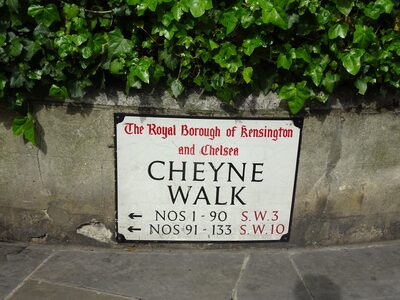 The Royal Borough of Kensington
and Chelsea
CHEYNE
WALK
← NOS 1 - 90 S.W.3
← NOS 91 - 133 S.W.10